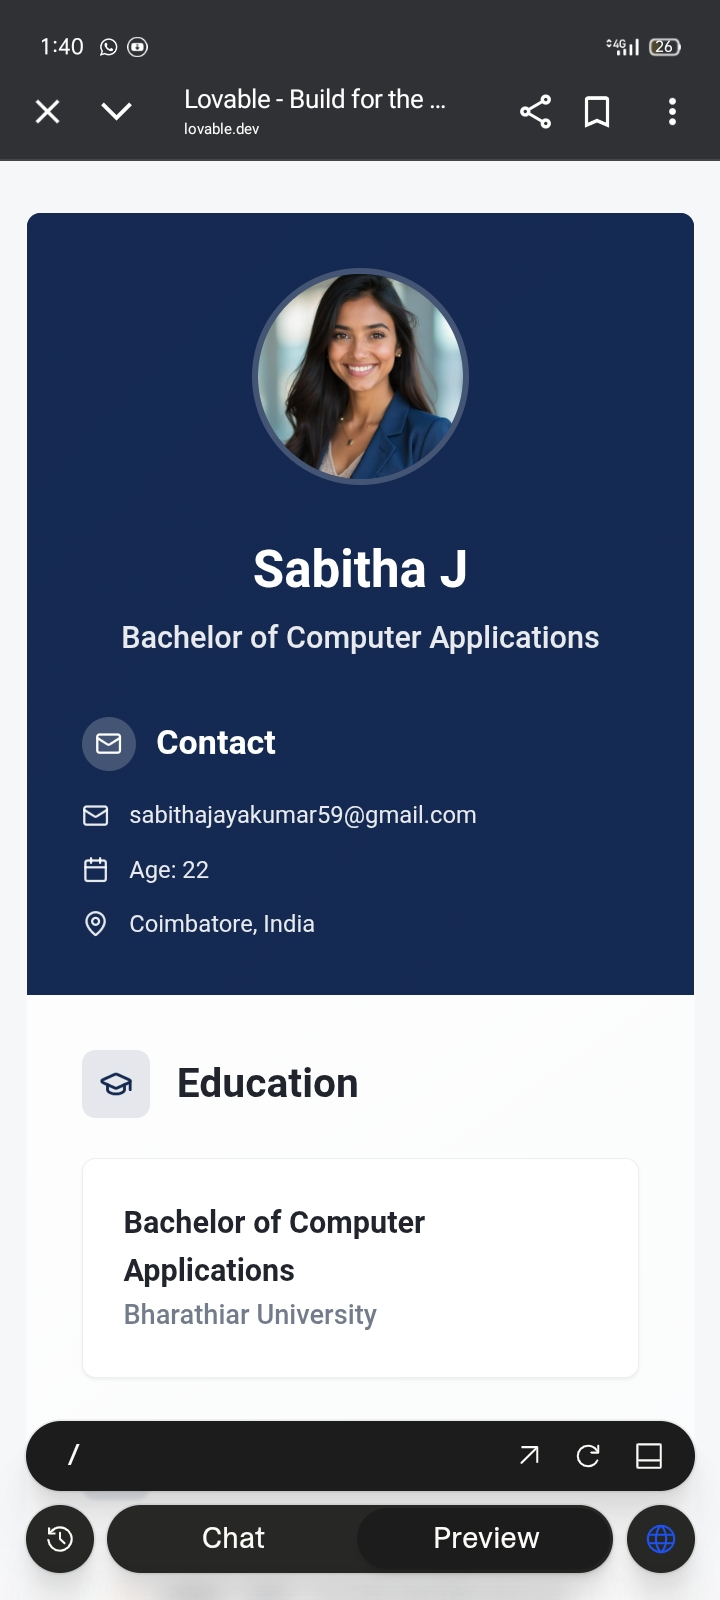 1:40
4G
26
Lovable - Build for the ...
lovable.dev
Sabitha J
Bachelor of Computer Applications
Contact
sabithajayakumar59@gmail.com
Age: 22
Coimbatore, India
Education
Bachelor of Computer
Applications
Bharathiar University
/
Chat
Preview